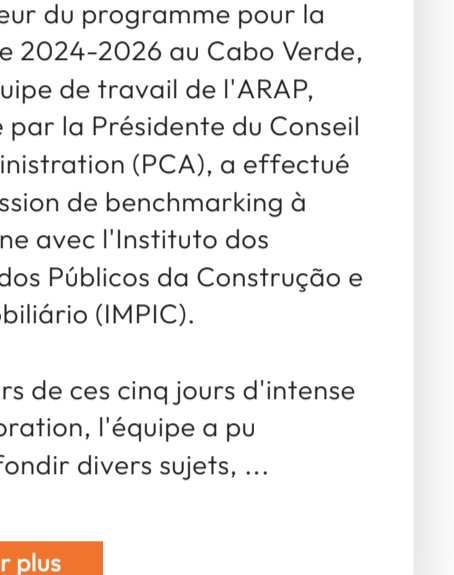 eur du programme pour la
e 2024-2026 au Cabo Verde,
uipe de travail de l'ARAP,
e par la Présidente du Conseil
inistration (PCA), a effectué
ssion de benchmarking à
ne avec l'Instituto dos
dos Públicos da Construção e
obiliário (IMPIC).
rs de ces cinq jours d'intense
oration, l'équipe a pu
fondir divers sujets, ...
r plus